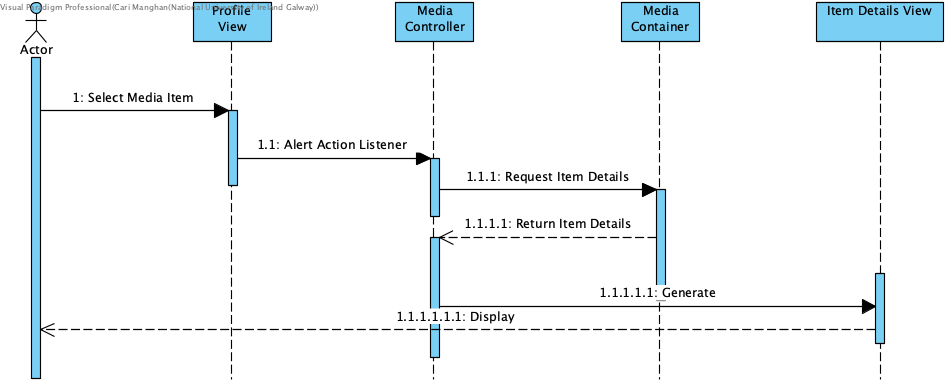 Visual Paradigm Professional(Cari Manghan(National University of Ireland Galway))
Profile
View
Media
Controller
Media
Container
Item Details View
Actor
1: Select Media Item
1.1: Alert Action Listener
1.1.1: Request Item Details
1.1.1.1: Return Item Details
1.1.1.1.1: Generate
1.1.1.1.1.1: Display